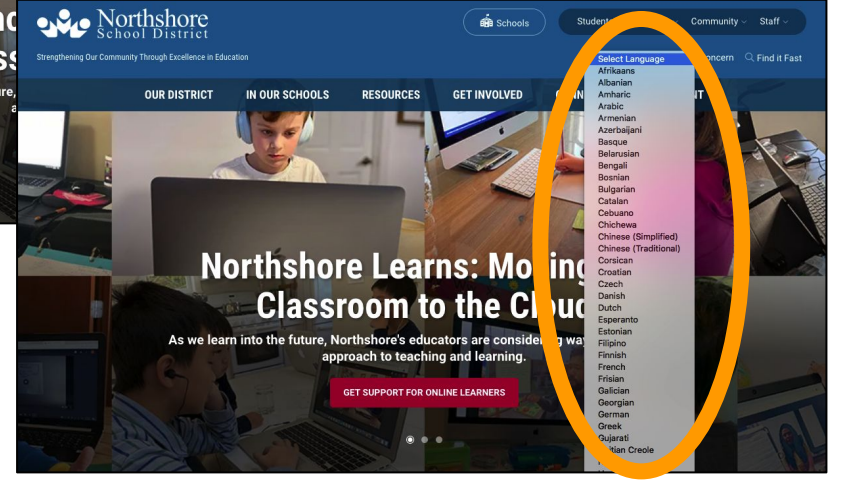 Northshore
School District
Strengthening Our Community Through Excellence in Education
Schools
Community
Staff
Find it Fast
OUR DISTRICT
IN OUR SCHOOLS
RESOURCES
GET INVOLVED
Select Language
Afrikaans
Albanian
Amharic
Arabic
Armenian
Azerbaijani
Basque
Belarusian
Bengali
Bosnian
Bulgarian
Catalan
Cebuano
Chichewa
Chinese (Simplified)
Chinese (Traditional)
Corsican
Croatian
Czech
Danish
Dutch
Esperanto
Estonian
Filipino
Finnish
French
Frisian
Galician
Georgian
German
Greek
Gujarati
Haitian Creole
Northshore Learns: Moving
Classroom to the Cloud
As we learn into the future, Northshore's educators are considering
approach to teaching and learning.
GET SUPPORT FOR ONLINE LEARNERS